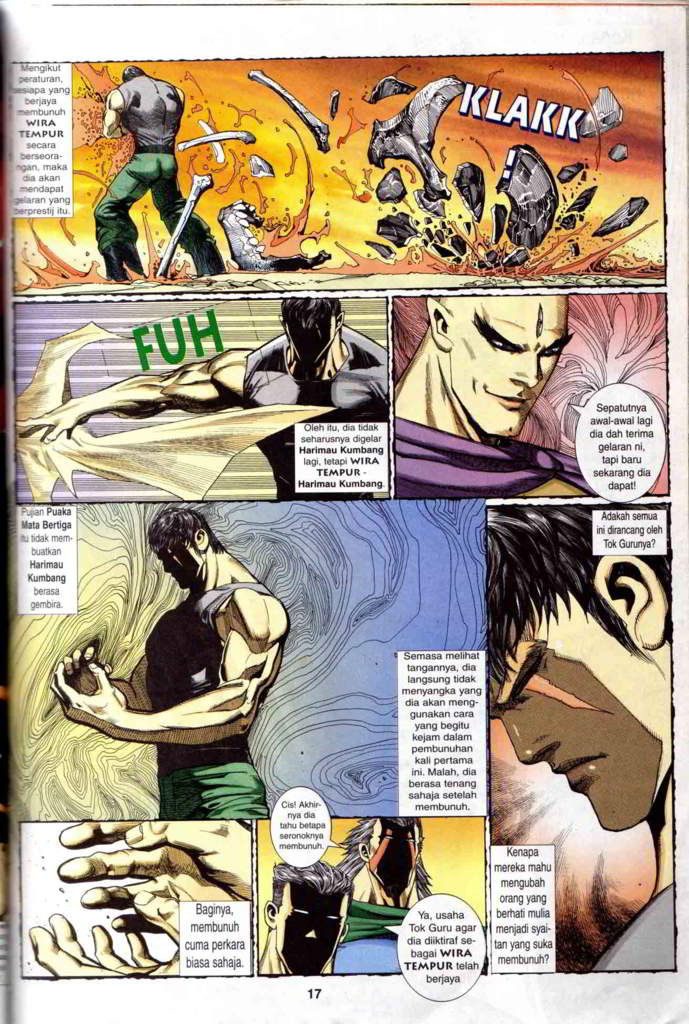 Mengikut
peraturan,
sesiapa yang
berjaya
membunuh
WIRA
TEMPUR
secara
berseora-
ngan, maka
dia akan
mendapat
gelaran yang
berprestij itu.
KLAKK
!
FUH
Oleh itu, dia tidak
seharusnya digelar
Harimau Kumbang
lagi, tetapi WIRA
TEMPUR -
Harimau Kumbang.
Sepatutnya
awal-awal lagi
dia dah terima
gelaran ni,
tapi baru
sekarang dia
dapat!
Pujian Puaka
Mata Bertiga
itu tidak mem-
buatkan
Harimau
Kumbang
berasa
gembira.
Semasa melihat
tangannya, dia
langsung tidak
menyangka yang
dia akan meng-
gunakan cara
yang begitu
kejam dalam
pembunuhan
kali pertama
ini. Malah, dia
berasa tenang
sahaja setelah
membunuh.
Adakah semua
ini dirancang oleh
Tok Gurunya?
Baginya,
membunuh
cuma perkara
biasa sahaja.
Cis! Akhir-
nya dia
tahu betapa
seronoknya
membunuh.
Ya, usaha
Tok Guru agar
dia diiktiraf se-
bagai WIRA
TEMPUR telah
berjaya
Kenapa
mereka mahu
mengubah
orang yang
berhati mulia
menjadi syai-
tan yang suka
membunuh?
17